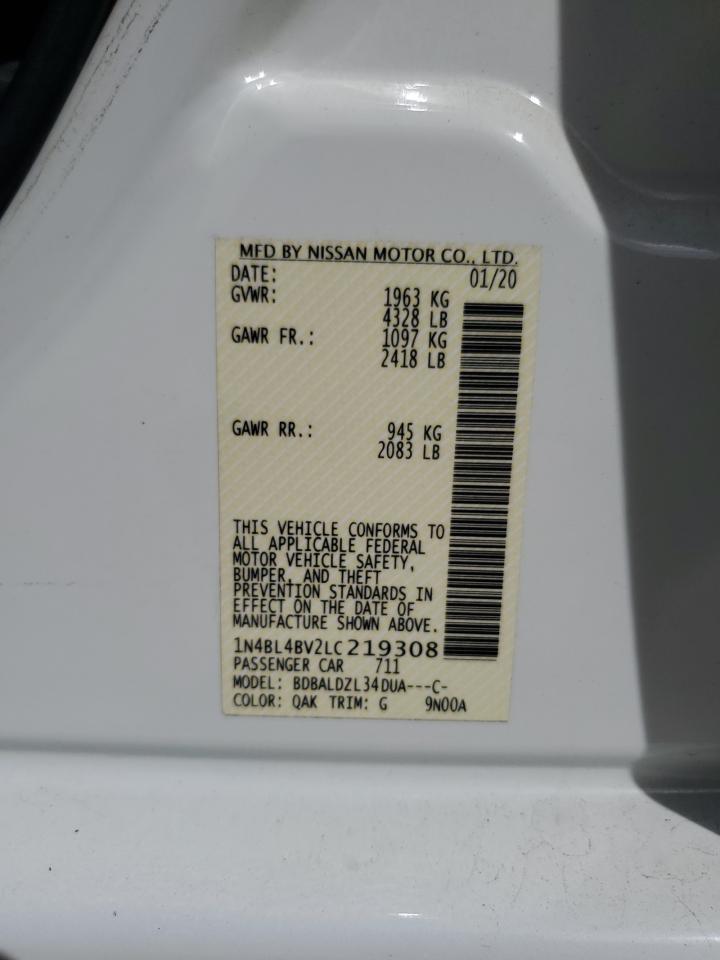 MFD BY NISSAN MOTOR CO., LTD.
DATE: 01/20
GVWR: 1963 KG
4328 LB
GAWR FR.: 1097 KG
2418 LB
GAWR RR.: 945 KG
2083 LB
THIS VEHICLE CONFORMS TO
ALL APPLICABLE FEDERAL
MOTOR VEHICLE SAFETY,
BUMPER, AND THEFT
PREVENTION STANDARDS IN
EFFECT ON THE DATE OF
MANUFACTURE SHOWN ABOVE.
1N4BL4BV2LC219308
PASSENGER CAR 711
MODEL: BDBALDZL34DUA---C-
COLOR: QAK TRIM: G 9N00A